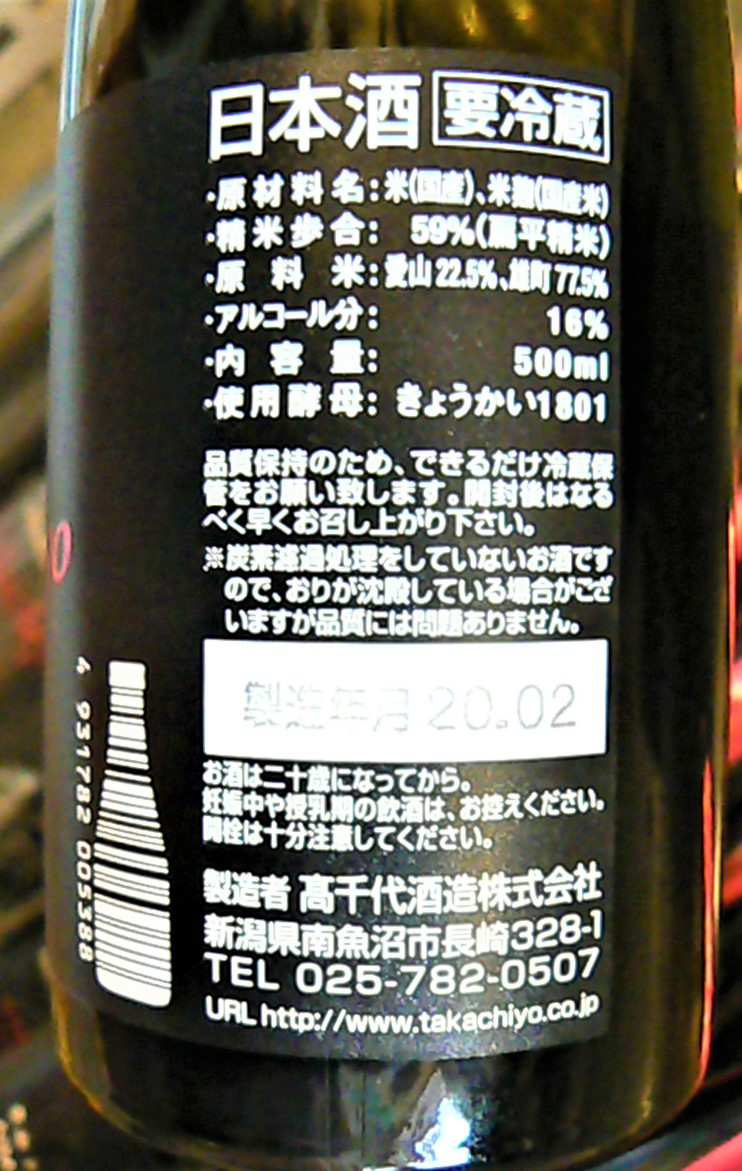 日本酒 要冷蔵
・原材料名：米(国産)、米麹(国産米)
・精米歩合： 59%(扁平精米)
・原料米：愛山22.5%、雄町77.5%
・アルコール分： 16%
・内容量： 500ml
・使用酵母： きょうかい1801
品質保持のため、できるだけ冷蔵保
管をお願い致します。開封後はなる
べく早くお召し上がり下さい。
※炭素濾過処理をしていないお酒です
ので、おりが沈殿している場合がござ
いますが品質には問題ありません。
製造年月 20.02
お酒は二十歳になってから。
妊娠中や授乳期の飲酒は、お控えください。
開栓は十分注意してください。
製造者 髙千代酒造株式会社
新潟県南魚沼市長崎328-1
TEL 025-782-0507
URL http://www.takachiyo.co.jp
0
4 931782 005388